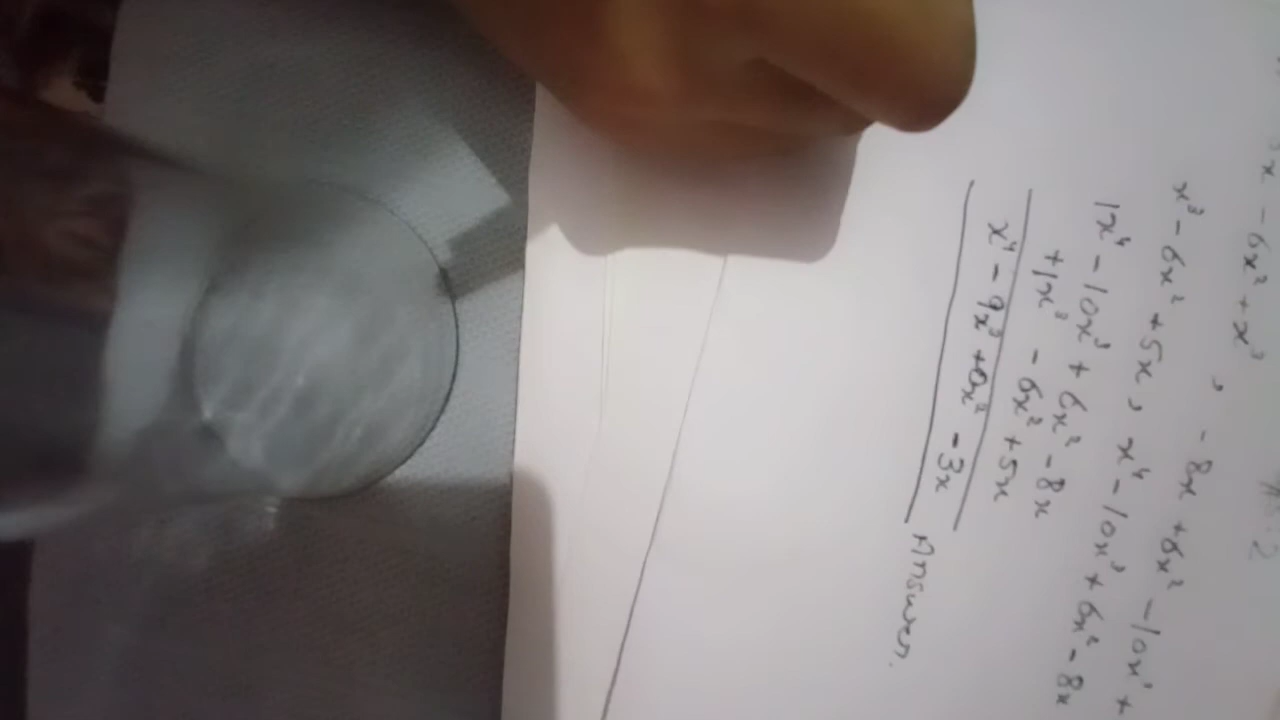 x - 6x² + x³ , - 8x + 6x² - 10x³ +
x³ - 6x² + 5x , x⁴ - 10x³ + 6x² - 8x
1x⁴ - 10x³ + 6x² - 8x
+1x³ - 6x² + 5x
x⁴ - 9x³ + 0x² - 3x Answer.